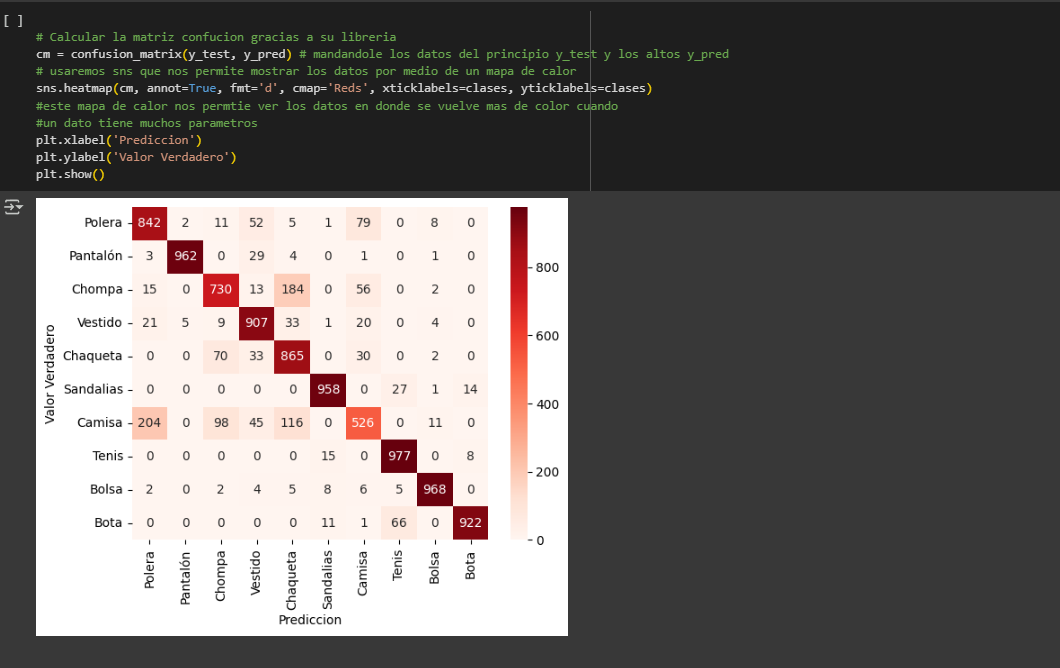 [ ]
# Calcular la matriz confucion gracias a su libreria
cm = confusion_matrix(y_test, y_pred) # mandandole los datos del principio y_test y los altos y_pred
# usaremos sns que nos permite mostrar los datos por medio de un mapa de calor
sns.heatmap(cm, annot=True, fmt='d', cmap='Reds', xticklabels=clases, yticklabels=clases)
#este mapa de calor nos permtie ver los datos en donde se vuelve mas de color cuando
#un dato tiene muchos parametros
plt.xlabel('Prediccion')
plt.ylabel('Valor Verdadero')
plt.show()
Valor Verdadero
Polera 842 2 11 52 5 1 79 0 8 0
Pantalón 3 962 0 29 4 0 1 0 1 0
Chompa 15 0 730 13 184 0 56 0 2 0
Vestido 21 5 9 907 33 1 20 0 4 0
Chaqueta 0 0 70 33 865 0 30 0 2 0
Sandalias 0 0 0 0 0 958 0 27 1 14
Camisa 204 0 98 45 116 0 526 0 11 0
Tenis 0 0 0 0 0 15 0 977 0 8
Bolsa 2 0 2 4 5 8 6 5 968 0
Bota 0 0 0 0 0 11 1 66 0 922
Polera Pantalón Chompa Vestido Chaqueta Sandalias Camisa Tenis Bolsa Bota
Prediccion
800
600
400
200
0